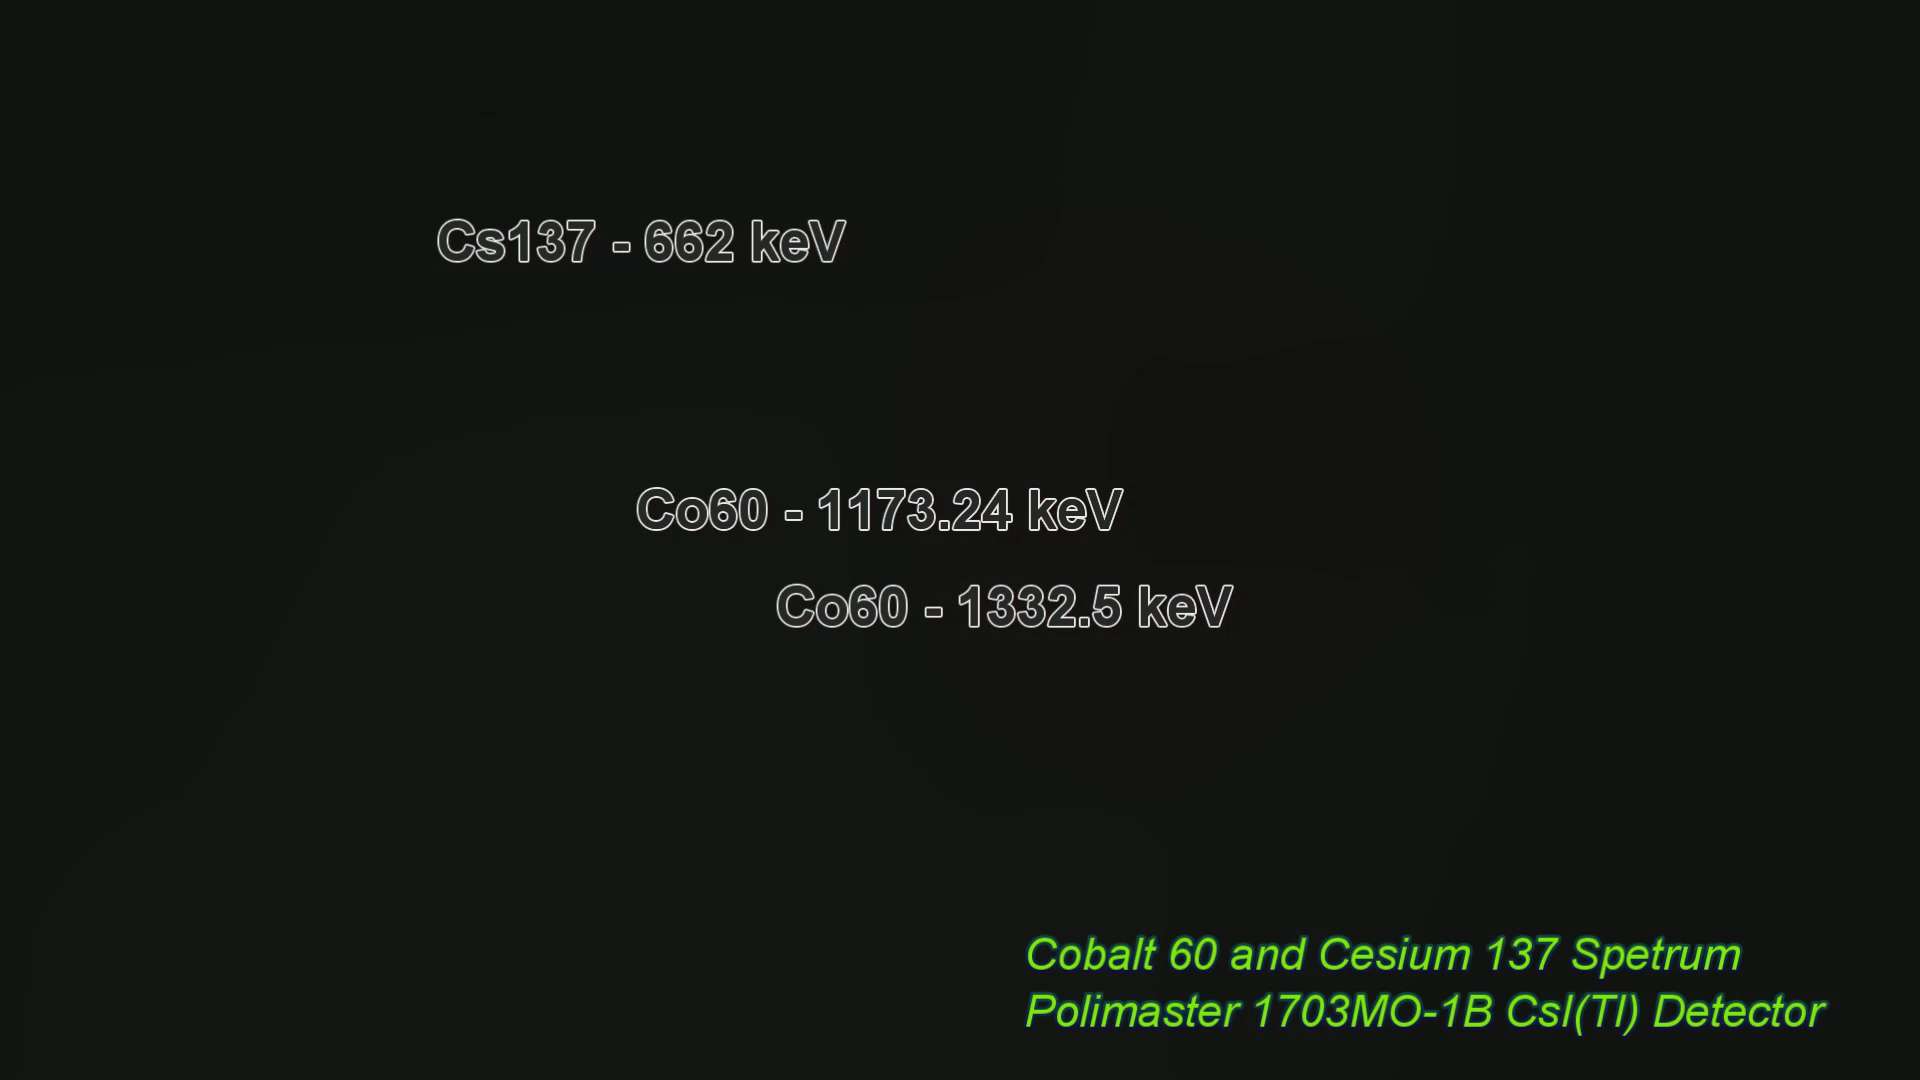 Cs137 - 662 keV
Co60 - 1173.24 keV
Co60 - 1332.5 keV
Cobalt 60 and Cesium 137 Spetrum
Polimaster 1703MO-1B CsI(Tl) Detector